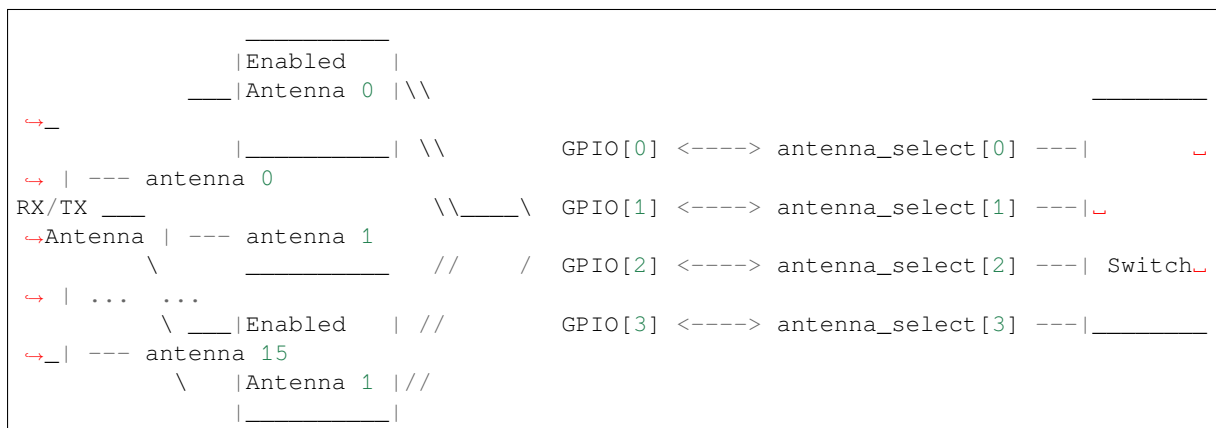 __________
|Enabled   |
___|Antenna 0 |\\                                              ________
↪_
|__________| \\        GPIO[0] <----> antenna_select[0] ---|       ␣
↪ | --- antenna 0
RX/TX ___                    \\____\  GPIO[1] <----> antenna_select[1] ---|␣
↪Antenna | --- antenna 1
\      __________   //     /  GPIO[2] <----> antenna_select[2] ---| Switch␣
↪ | ...  ...
\ ___|Enabled   | //        GPIO[3] <----> antenna_select[3] ---|________
↪_| --- antenna 15
\   |Antenna 1 |//
|__________|